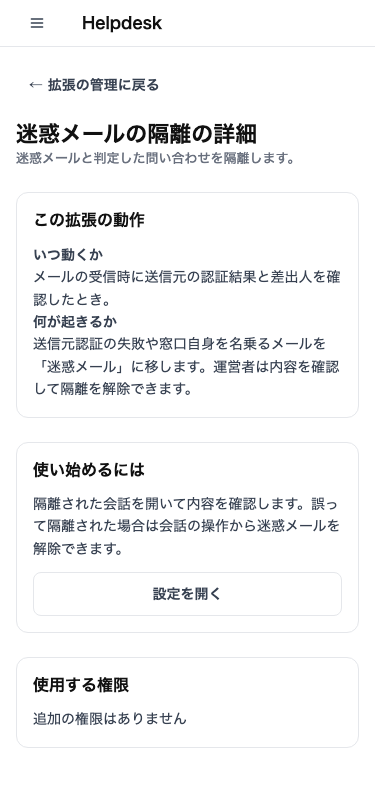 Helpdesk
← 拡張の管理に戻る
迷惑メールの隔離の詳細
迷惑メールと判定した問い合わせを隔離します。
この拡張の動作
いつ動くか
メールの受信時に送信元の認証結果と差出人を確
認したとき。
何が起きるか
送信元認証の失敗や窓口自身を名乗るメールを
「迷惑メール」に移します。運営者は内容を確認
して隔離を解除できます。
使い始めるには
隔離された会話を開いて内容を確認します。誤っ
て隔離された場合は会話の操作から迷惑メールを
解除できます。
設定を開く
使用する権限
追加の権限はありません